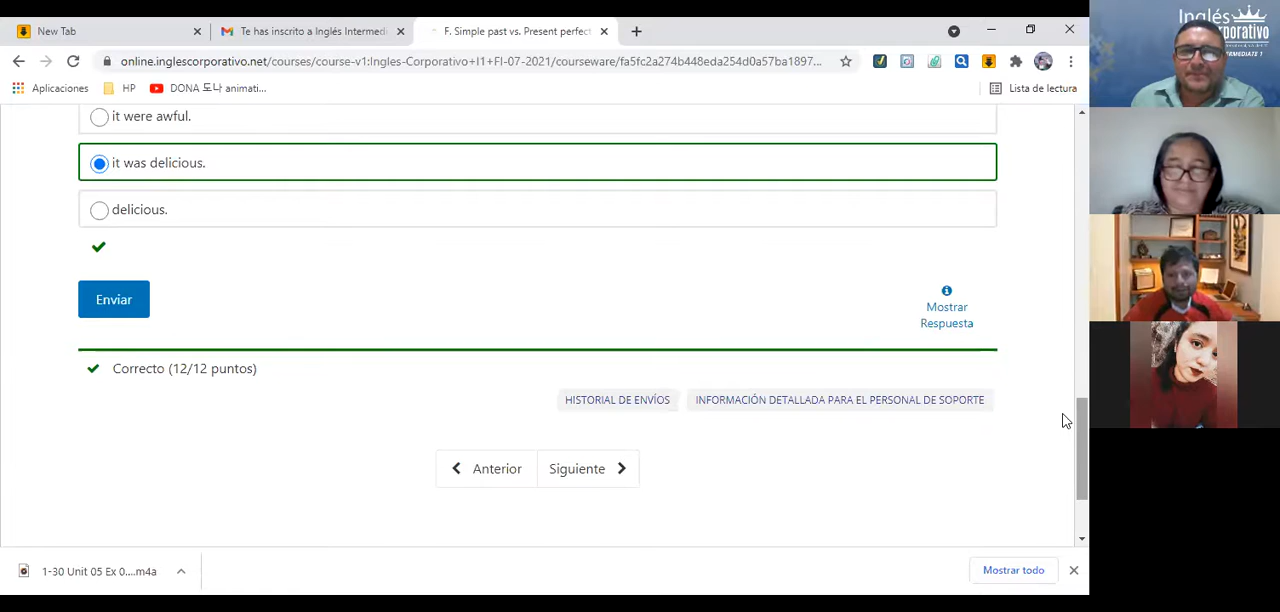 New Tab
Te has inscrito a Inglés Intermedi
F. Simple past vs. Present perfect
online.inglescorporativo.net/courses/course-v1:Ingles-Corporativo+I1+FI-07-2021/courseware/fa5fc2a274b448eda254d0a57ba1897...
Aplicaciones
HP
DONA 도나 animati...
Lista de lectura
it were awful.
it was delicious.
delicious.
Enviar
Mostrar
Respuesta
Correcto (12/12 puntos)
HISTORIAL DE ENVÍOS
INFORMACIÓN DETALLADA PARA EL PERSONAL DE SOPORTE
Anterior
Siguiente
1-30 Unit 05 Ex 0....m4a
Mostrar todo
Inglés